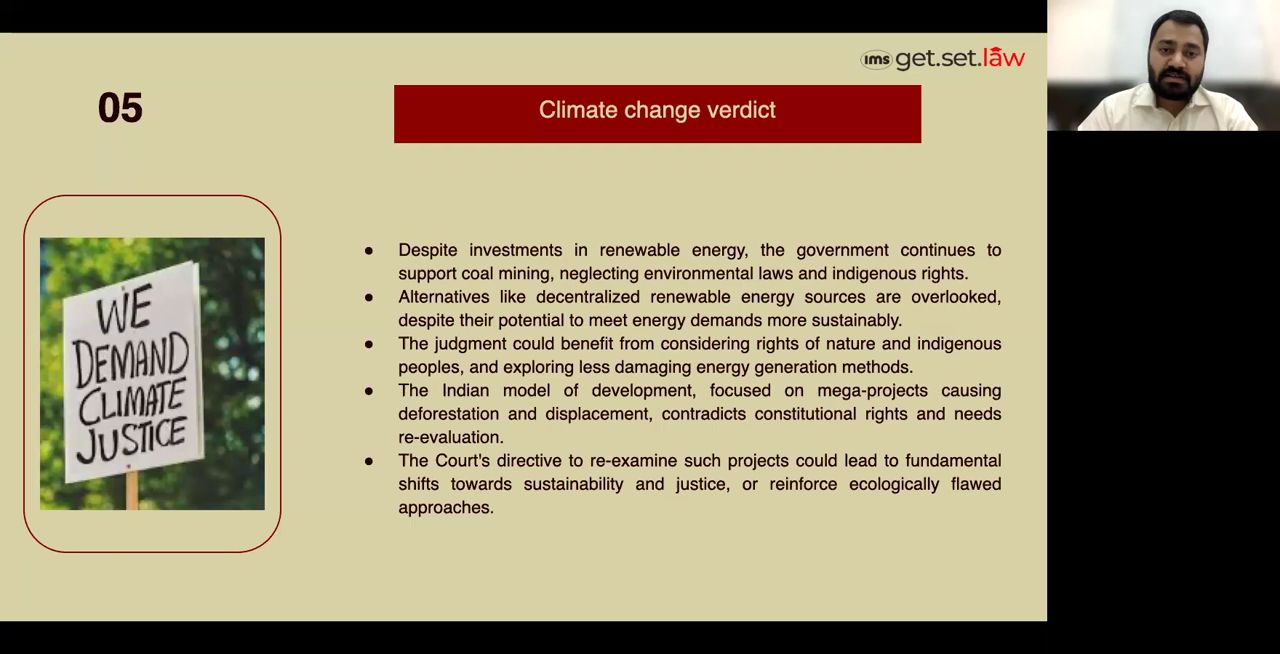 ims get.set.law
05
Climate change verdict
WE
DEMAND
CLIMATE
JUSTICE
● Despite investments in renewable energy, the government continues to
support coal mining, neglecting environmental laws and indigenous rights.
● Alternatives like decentralized renewable energy sources are overlooked,
despite their potential to meet energy demands more sustainably.
● The judgment could benefit from considering rights of nature and indigenous
peoples, and exploring less damaging energy generation methods.
● The Indian model of development, focused on mega-projects causing
deforestation and displacement, contradicts constitutional rights and needs
re-evaluation.
● The Court's directive to re-examine such projects could lead to fundamental
shifts towards sustainability and justice, or reinforce ecologically flawed
approaches.